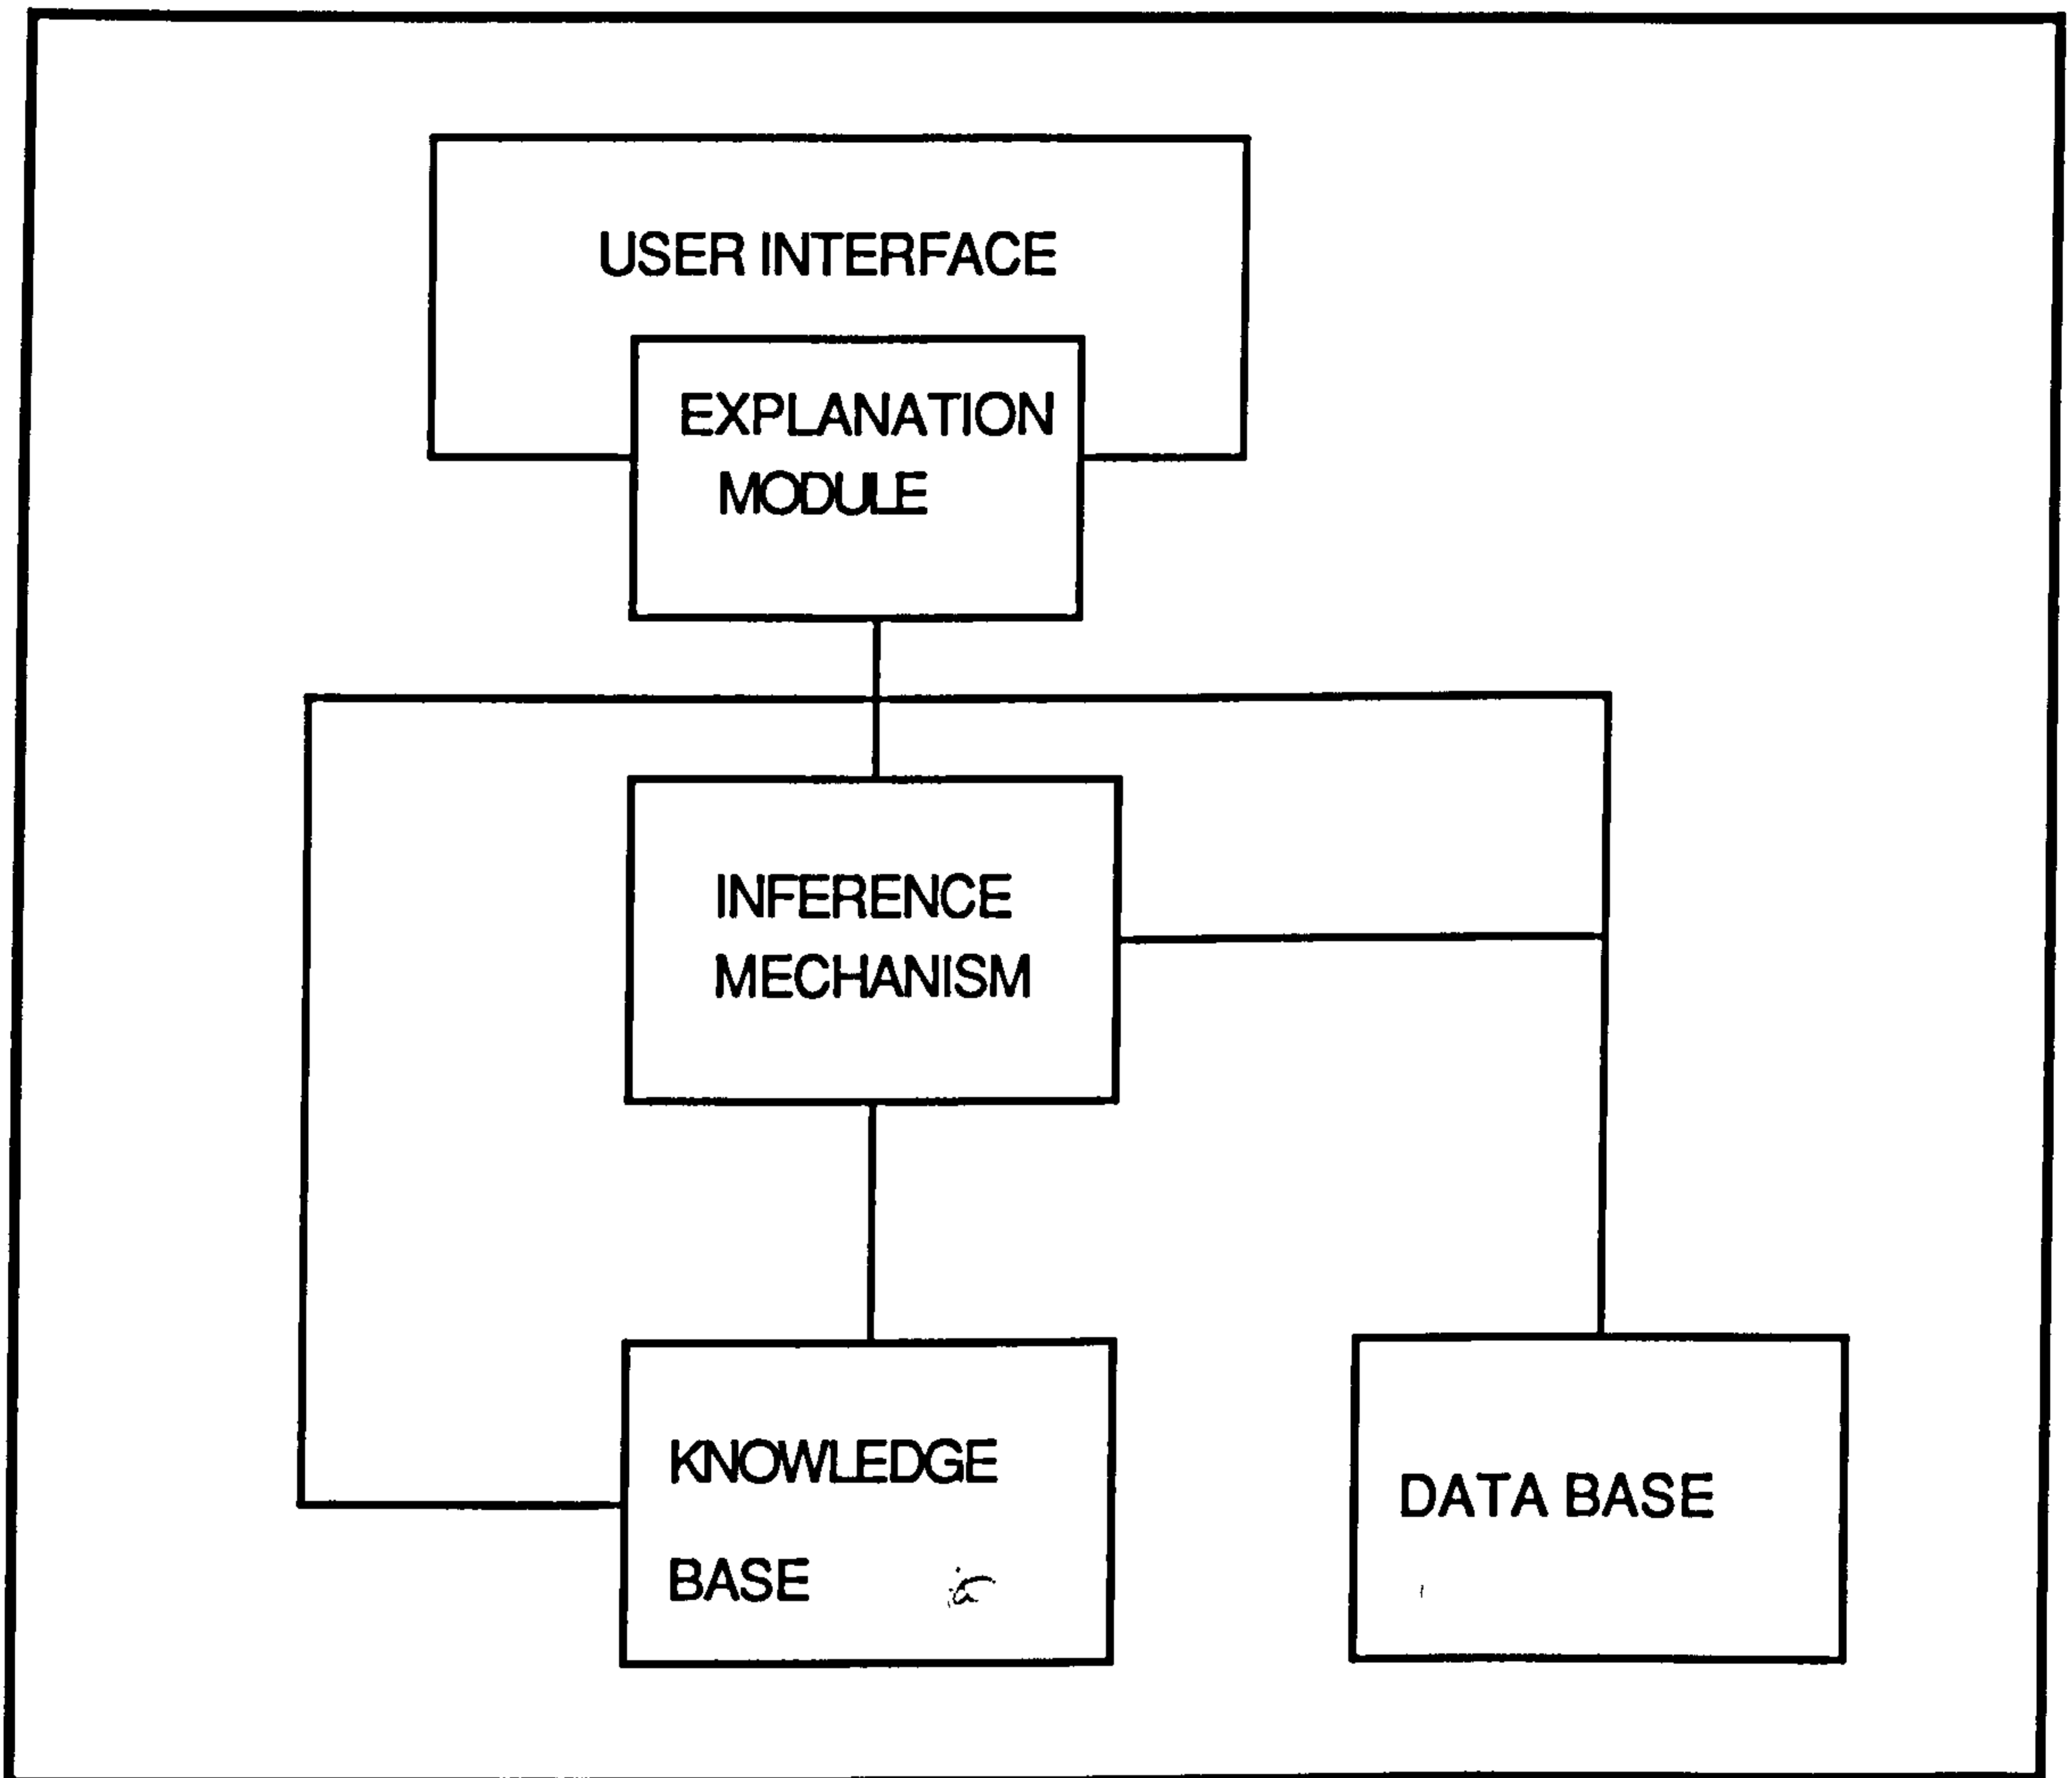 USER INTERFACE
EXPLANATION
MODULE
INFERENCE
MECHANISM
KNOWLEDGE
BASE
DATA BASE